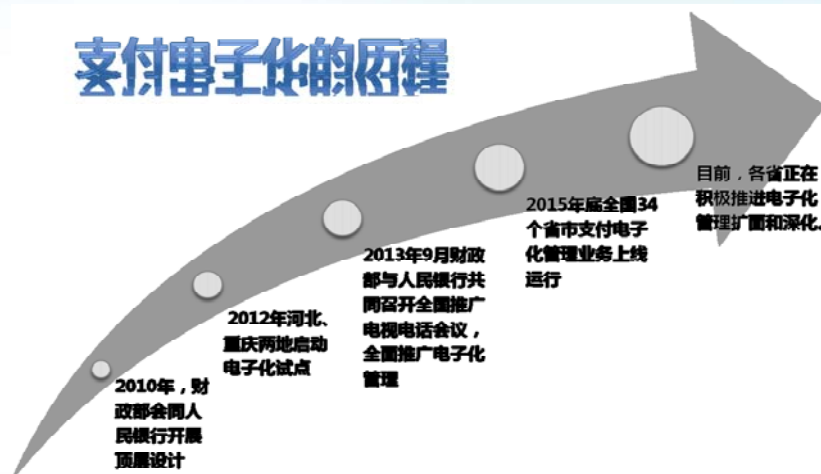 支付电子化的历程
2010年，财
政部会同人
民银行开展
顶层设计
2012年河北、
重庆两地启动
电子化试点
2013年9月财政
部与人民银行共
同召开全国推广
电视电话会议，
全面推广电子化
管理
2015年底全国34
个省市支付电子
化管理业务上线
运行
目前，各省正在
积极推进电子化
管理扩面和深化。